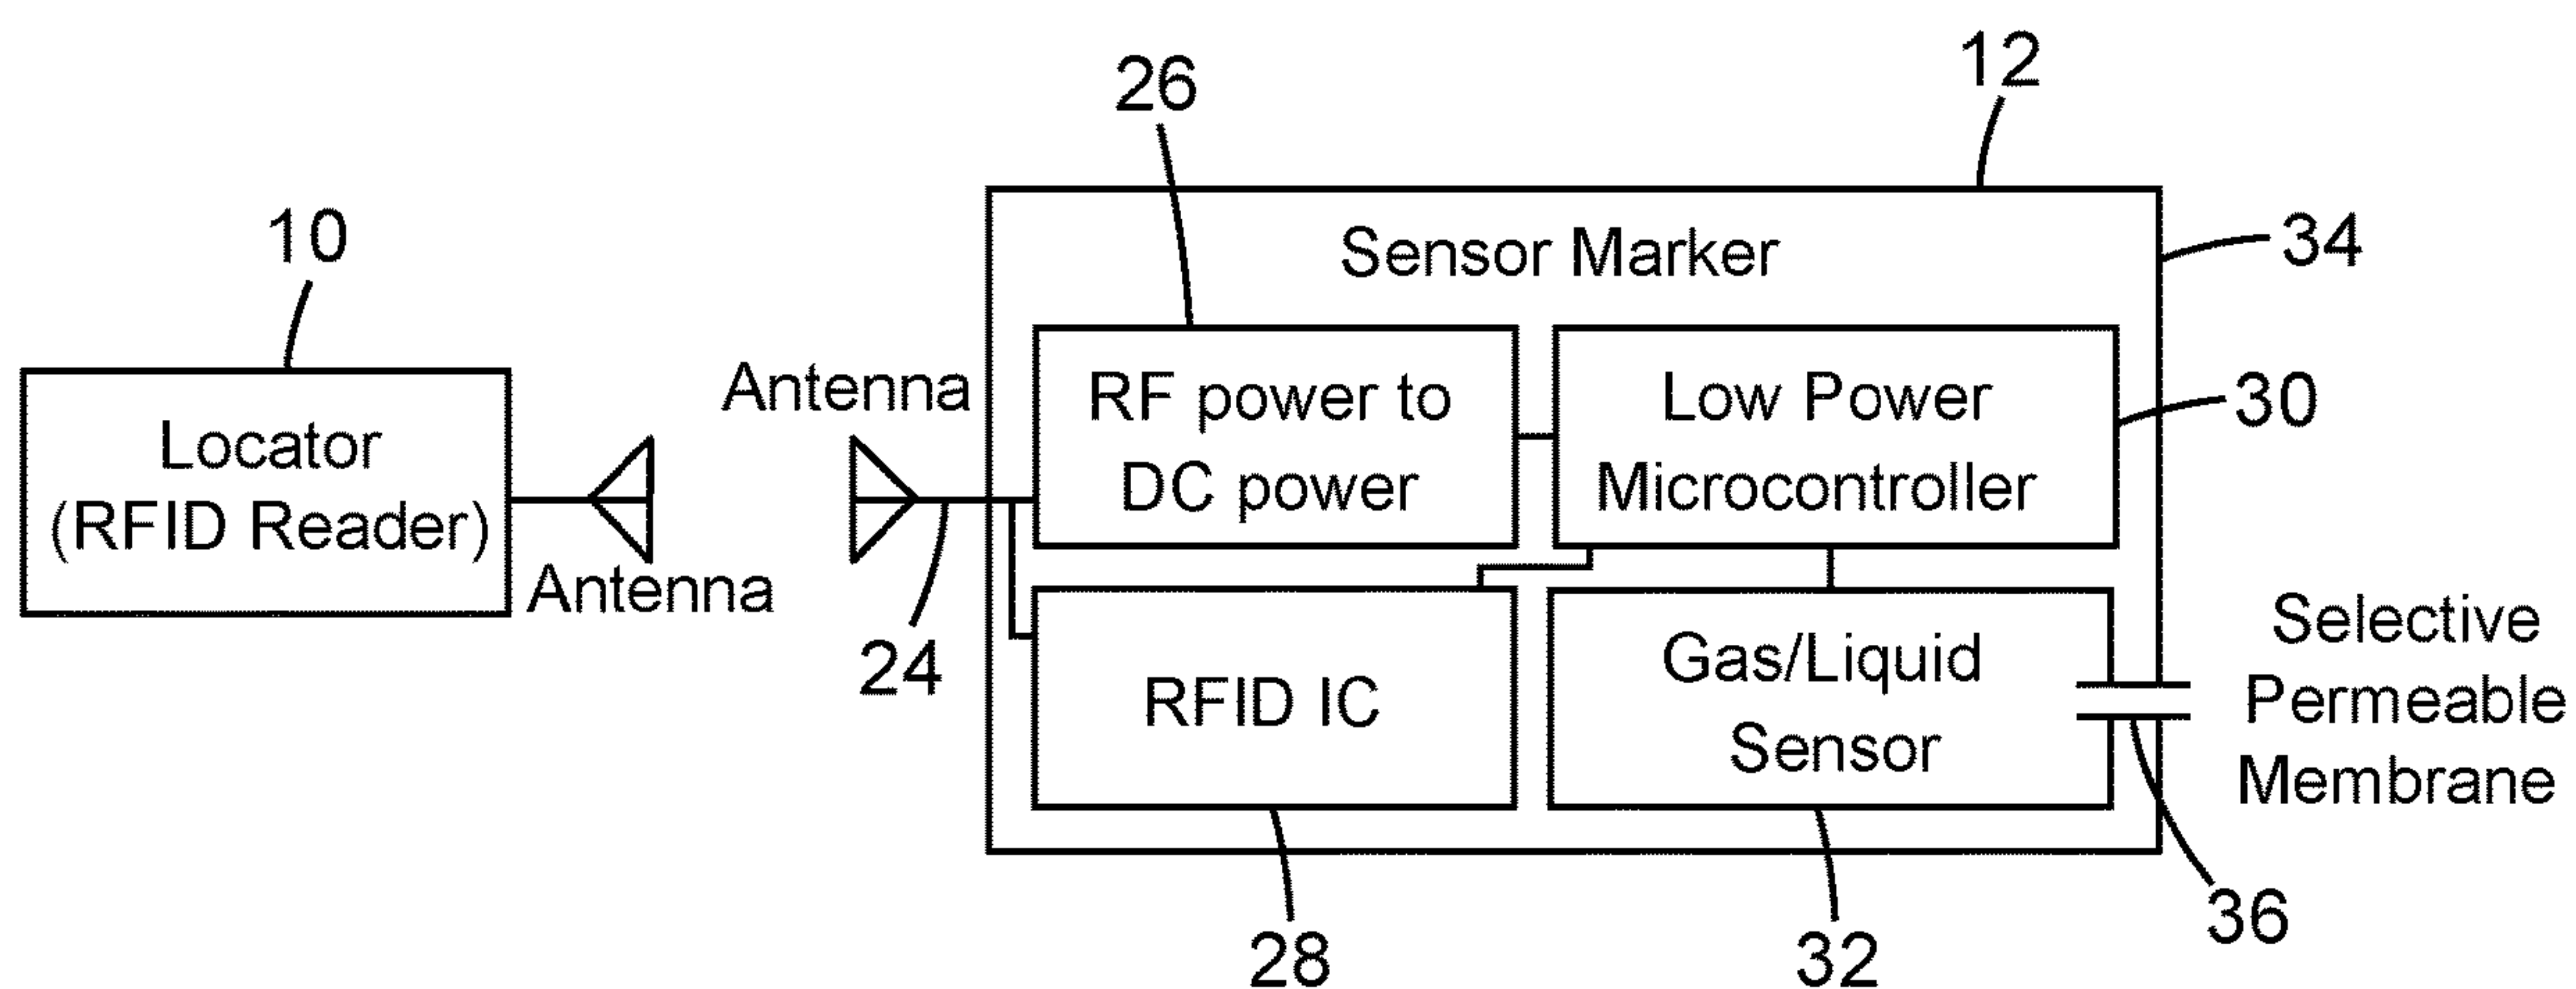 12
26
10
34
Sensor Marker
Antenna
RF power to
DC power
Low Power
Microcontroller
30
Locator
(RFID Reader)
Antenna
24
RFID IC
Gas/Liquid
Sensor
Selective
Permeable
Membrane
36
28
32